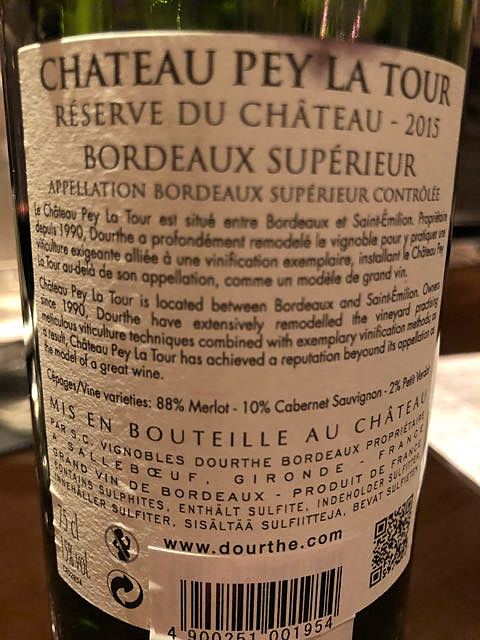 CHATEAU PEY LA TOUR
RÉSERVE DU CHÂTEAU - 2015
BORDEAUX SUPÉRIEUR
APPELLATION BORDEAUX SUPÉRIEUR CONTRÔLÉE
Le Château Pey La Tour est situé entre Bordeaux et Saint-Émilion. Propriétaire
depuis 1990, Dourthe a profondément remodelé le vignoble pour y pratiquer une
viticulture exigeante alliée à une vinification exemplaire, installant le Château Pey
La Tour au-delà de son appellation, comme un modèle de grand vin.
Château Pey La Tour is located between Bordeaux and Saint-Émilion. Owners
since 1990, Dourthe have extensively remodelled the vineyard practising
meticulous viticulture techniques combined with exemplary vinification methods; as
a result, Château Pey La Tour has achieved a reputation beyound its appellation as
the model of a great wine.
Cépages/Vine varieties: 88% Merlot - 10% Cabernet Sauvignon - 2% Petit Verdot
MIS EN BOUTEILLE AU CHÂTEAU
PAR S.C. VIGNOBLES DOURTHE BORDEAUX PROPRIÉTAIRE
À SALLEBŒUF, GIRONDE - FRANCE
GRAND VIN DE BORDEAUX - PRODUIT DE FRANCE
CONTAINS SULPHITES, ENTHÄLT SULFITE, INDEHOLDER SULFITTER,
INNEHÅLLER SULFITER, SISÄLTÄÄ SULFIITTEJA, BEVAT SULFIETEN
75 cl
15% vol.
www.dourthe.com
4 900251 001954